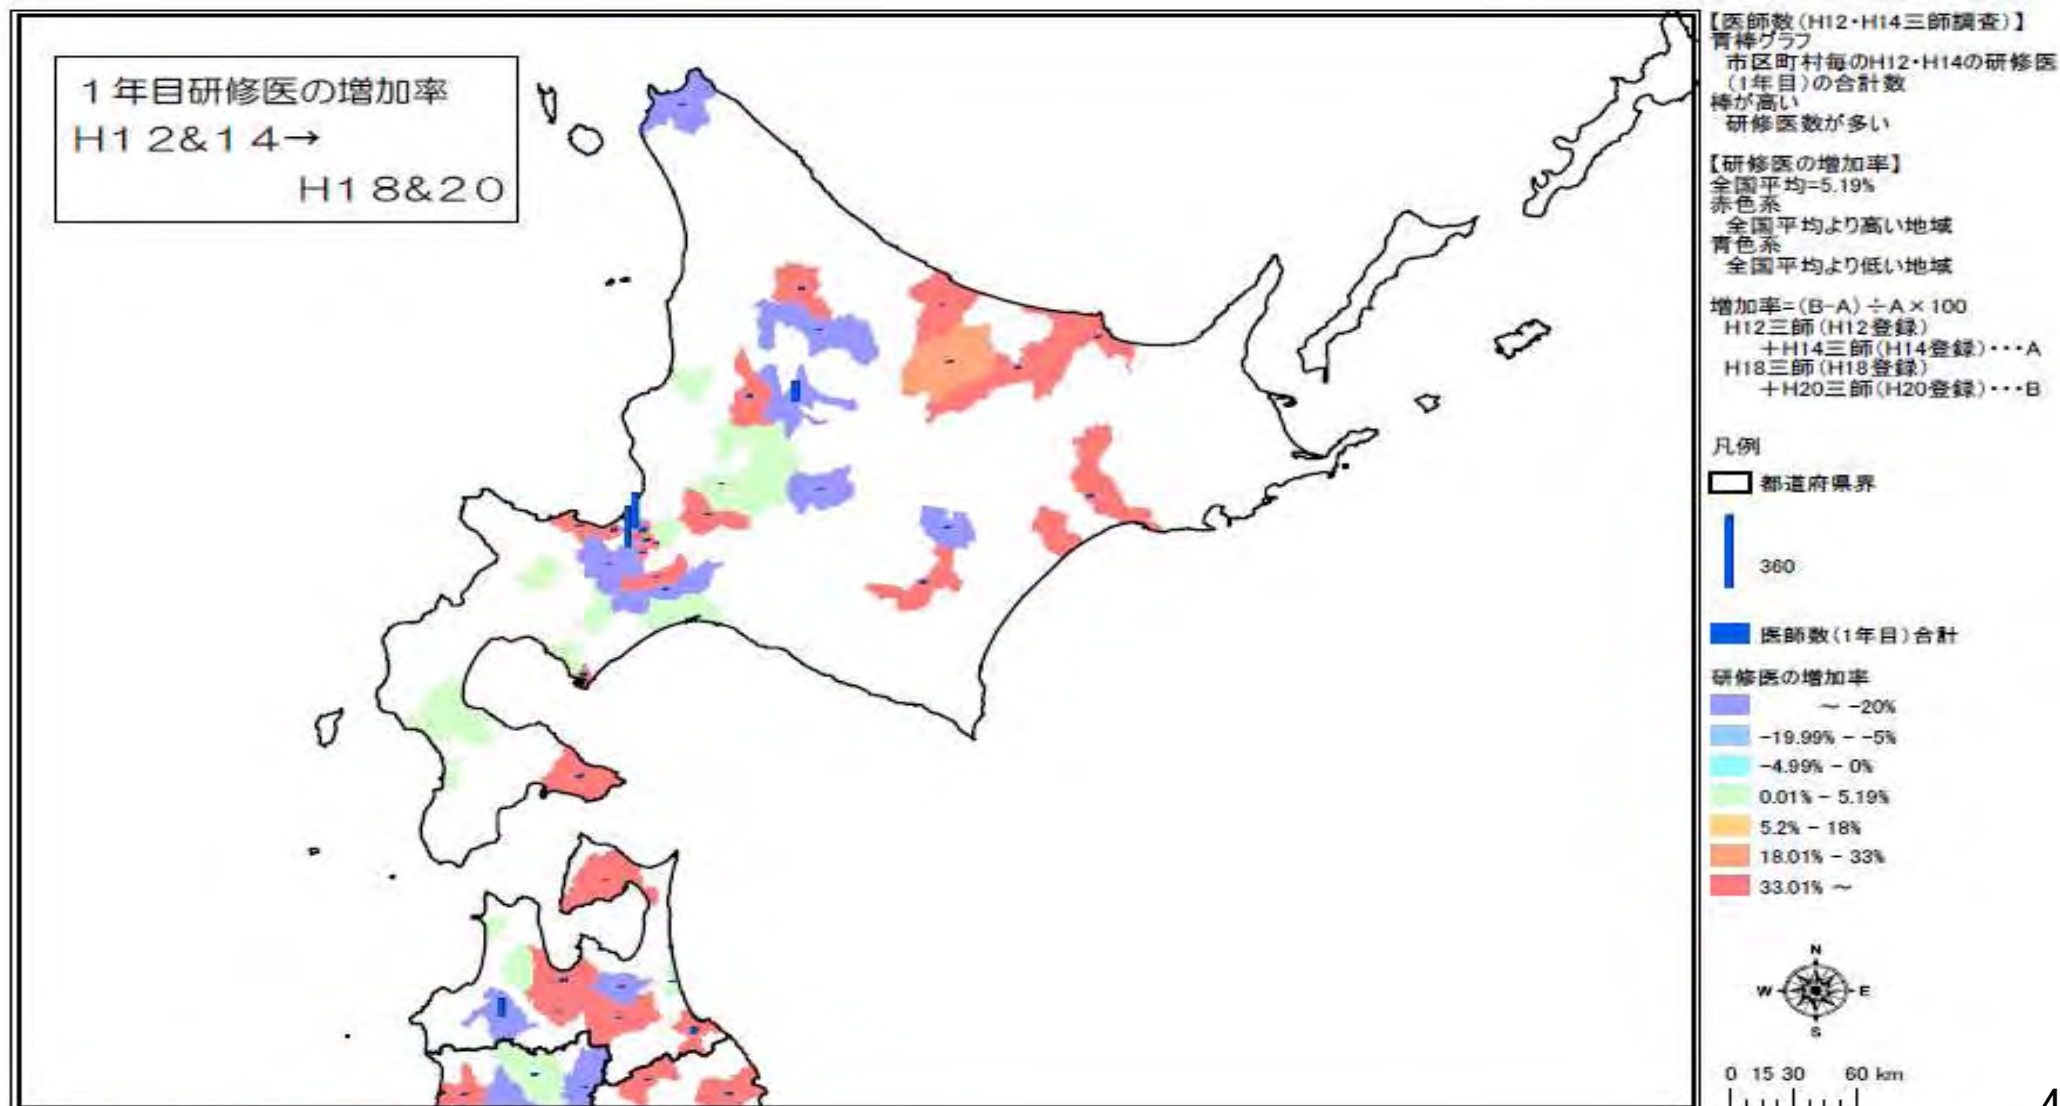 １年目研修医の増加率
H１２&１４→
H１８&２０
【医師数(H12・H14三師調査)】
青棒グラフ
市区町村毎のH12・H14の研修医
(1年目)の合計数
棒が高い
研修医数が多い
【研修医の増加率】
全国平均=5.19%
赤色系
全国平均より高い地域
青色系
全国平均より低い地域
増加率=(B-A)÷A×100
H12三師(H12登録)
+H14三師(H14登録)・・・A
H18三師(H18登録)
+H20三師(H20登録)・・・B
凡例
都道府県界
360
医師数(1年目)合計
研修医の増加率
～ -20%
-19.99% - -5%
-4.99% - 0%
0.01% - 5.19%
5.2% - 18%
18.01% - 33%
33.01% ～
N
W E
S
0 15 30 60 km
4